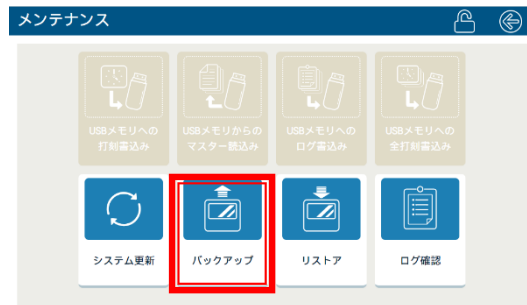 メンテナンス
USBメモリへの
打刻書込み
USBメモリからの
マスター読込み
USBメモリへの
ログ書込み
USBメモリへの
全打刻書込み
システム更新
バックアップ
リストア
ログ確認